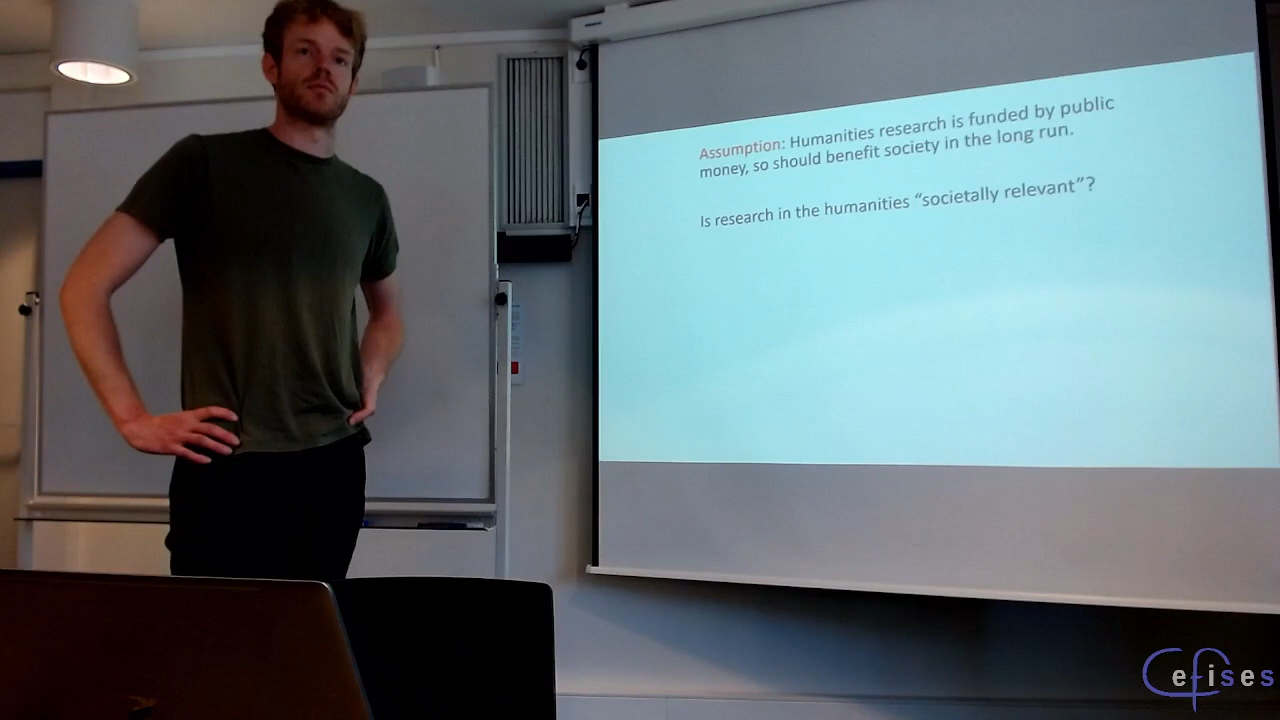 Assumption: Humanities research is funded by public
money, so should benefit society in the long run.
Is research in the humanities “societally relevant”?
Cefises